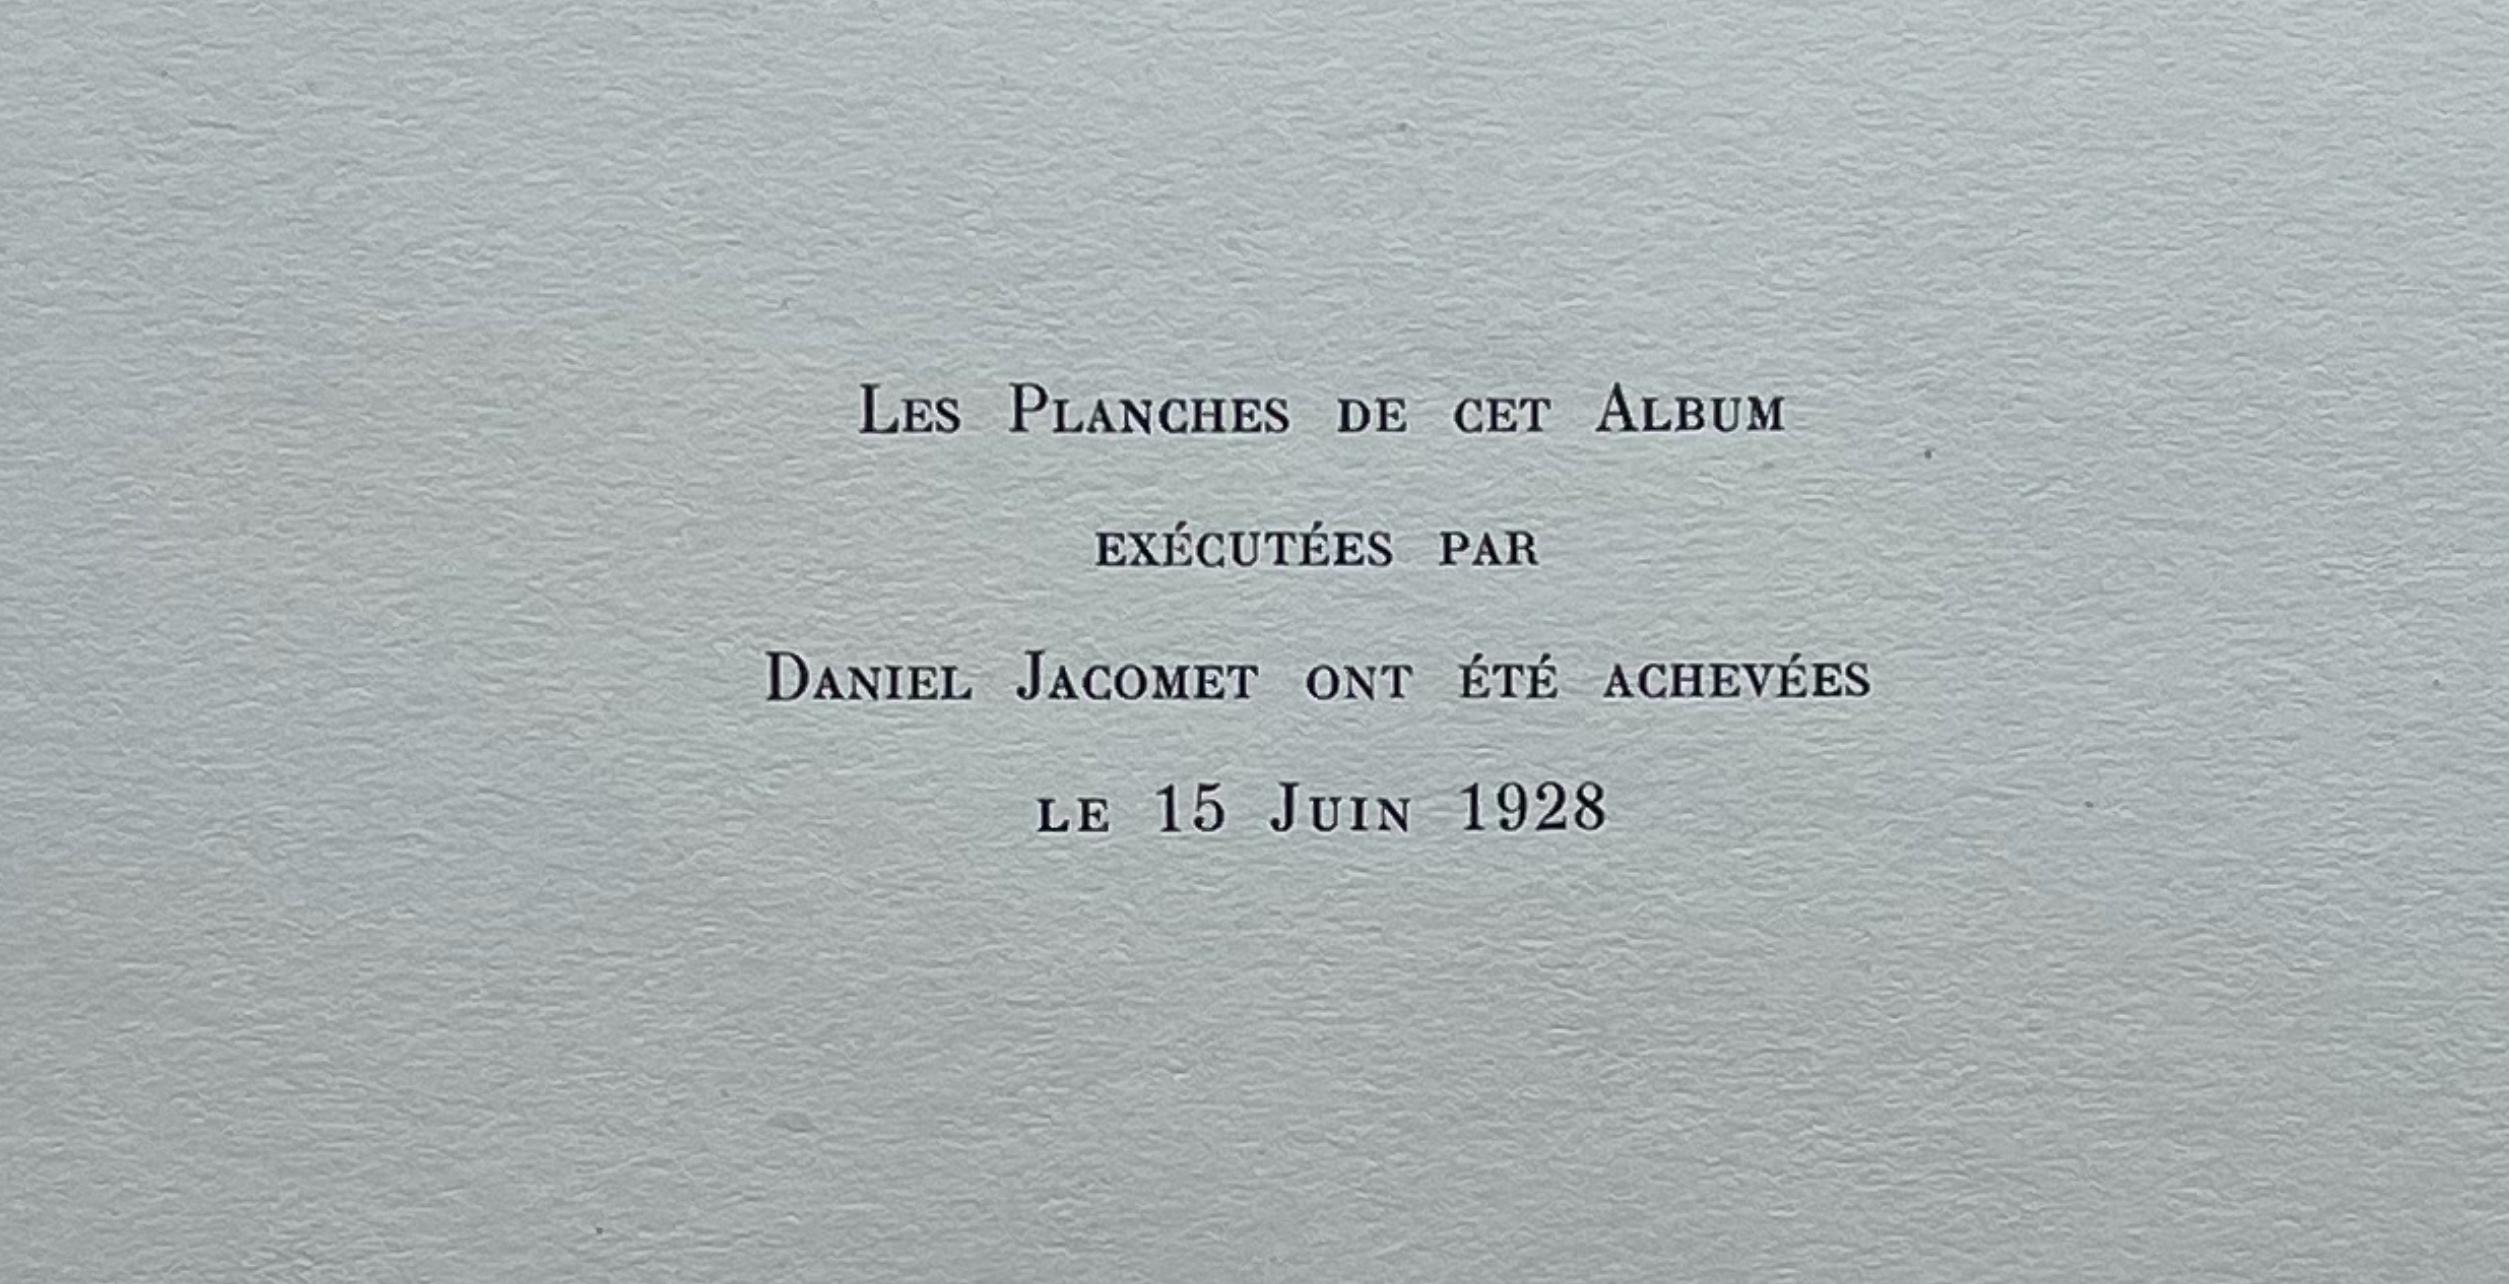 Les Planches de cet Album
exécutées par
Daniel Jacomet ont été achevées
le 15 Juin 1928